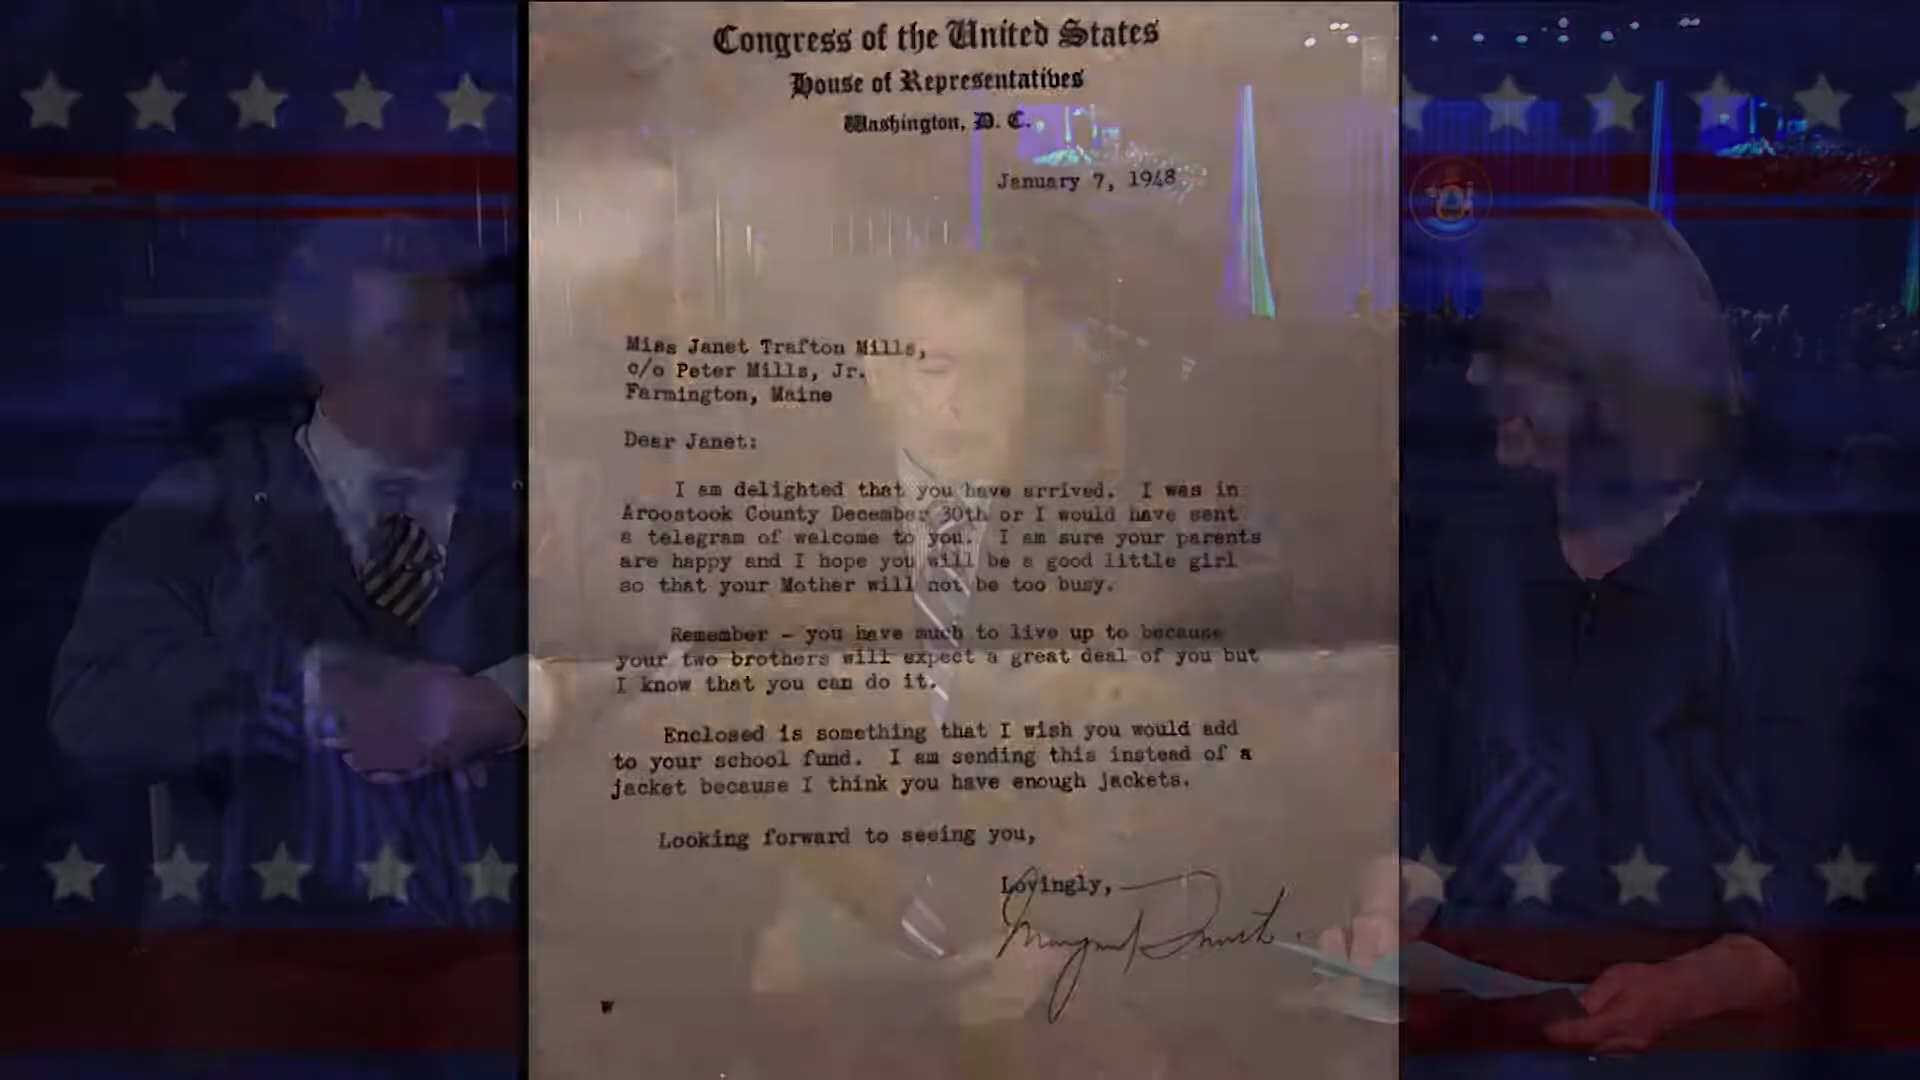 Congress of the United States
House of Representatives
Washington, D. C.
January 7, 1948
Miss Janet Trafton Mills,
c/o Peter Mills, Jr.
Farmington, Maine
Dear Janet:
I am delighted that you have arrived. I was in
Aroostook County December 30th or I would have sent
a telegram of welcome to you. I am sure your parents
are happy and I hope you will be a good little girl
so that your Mother will not be too busy.
Remember - you have much to live up to because
your two brothers will expect a great deal of you but
I know that you can do it.
Enclosed is something that I wish you would add
to your school fund. I am sending this instead of a
jacket because I think you have enough jackets.
Looking forward to seeing you,
Lovingly,
Margaret Smith
W